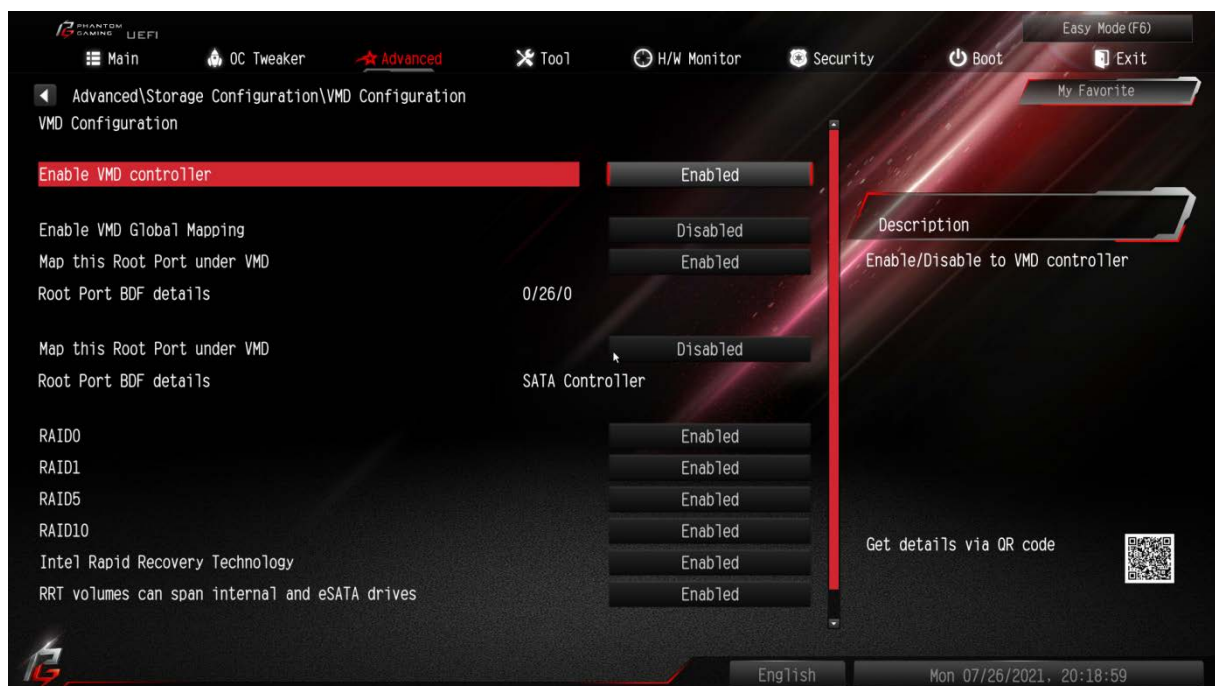 PHANTOM GAMING UEFI
Easy Mode(F6)
Main OC Tweaker Advanced Tool H/W Monitor Security Boot Exit
My Favorite
Advanced\Storage Configuration\VMD Configuration
VMD Configuration
Enable VMD controller Enabled
Enable VMD Global Mapping Disabled
Map this Root Port under VMD Enabled
Root Port BDF details 0/26/0
Map this Root Port under VMD Disabled
Root Port BDF details SATA Controller
RAID0 Enabled
RAID1 Enabled
RAID5 Enabled
RAID10 Enabled
Intel Rapid Recovery Technology Enabled
RRT volumes can span internal and eSATA drives Enabled
Description
Enable/Disable to VMD controller
Get details via QR code
English
Mon 07/26/2021, 20:18:59